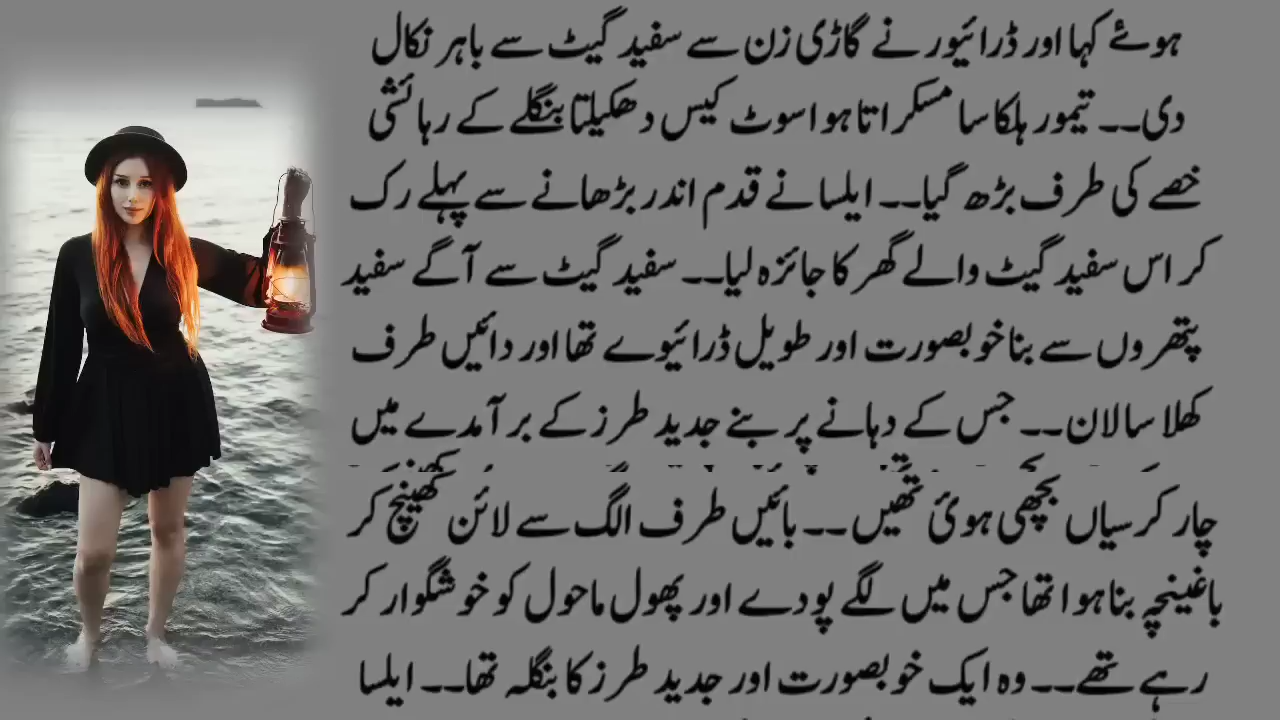 ہوئے کہا اور ڈرائیور نے گاڑی زن سے سفید گیٹ سے باہر نکال
دی۔۔ تیمور ہلکا سا مسکراتا ہوا سوٹ کیس دھکیلتا بنگلے کے رہائشی
حصے کی طرف بڑھ گیا۔۔ ایلسا نے قدم اندر بڑھانے سے پہلے رک
کر اس سفید گیٹ والے گھر کا جائزہ لیا۔۔ سفید گیٹ سے آگے سفید
پتھروں سے بنا خوبصورت اور طویل ڈرائیوے تھا اور دائیں طرف
کھلا سا لان۔۔ جس کے دہانے پر بنے جدید طرز کے برآمدے میں
چار کرسیاں بچھی ہوئ تھیں۔۔ بائیں طرف الگ سے لائن کھینچ کر
باغینچہ بنا ہوا تھا جس میں لگے پودے اور پھول ماحول کو خوشگوار کر
رہے تھے۔۔ وہ ایک خوبصورت اور جدید طرز کا بنگلہ تھا۔۔ ایلسا